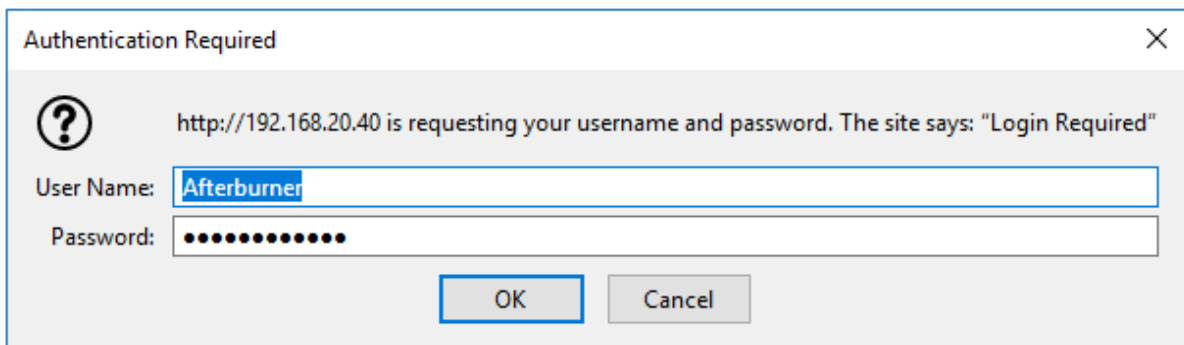 Authentication Required
http://192.168.20.40 is requesting your username and password. The site says: “Login Required”
User Name: Afterburner
Password: ●●●●●●●●●●●●
OK Cancel